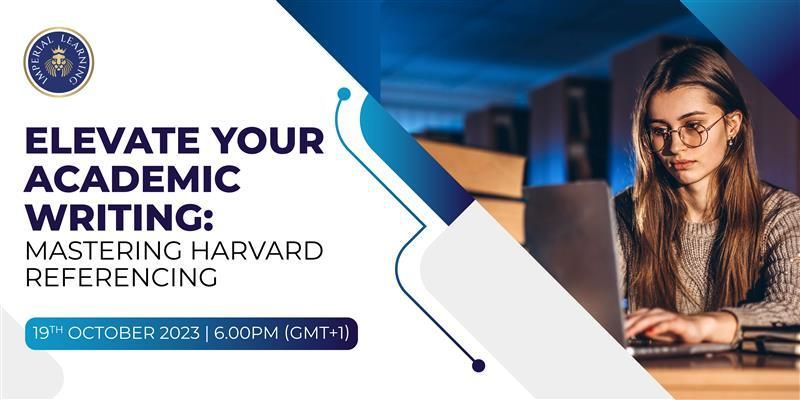 IMPERIAL LEARNING
ELEVATE YOUR
ACADEMIC
WRITING:
MASTERING HARVARD
REFERENCING
19TH OCTOBER 2023 | 6.00PM (GMT+1)